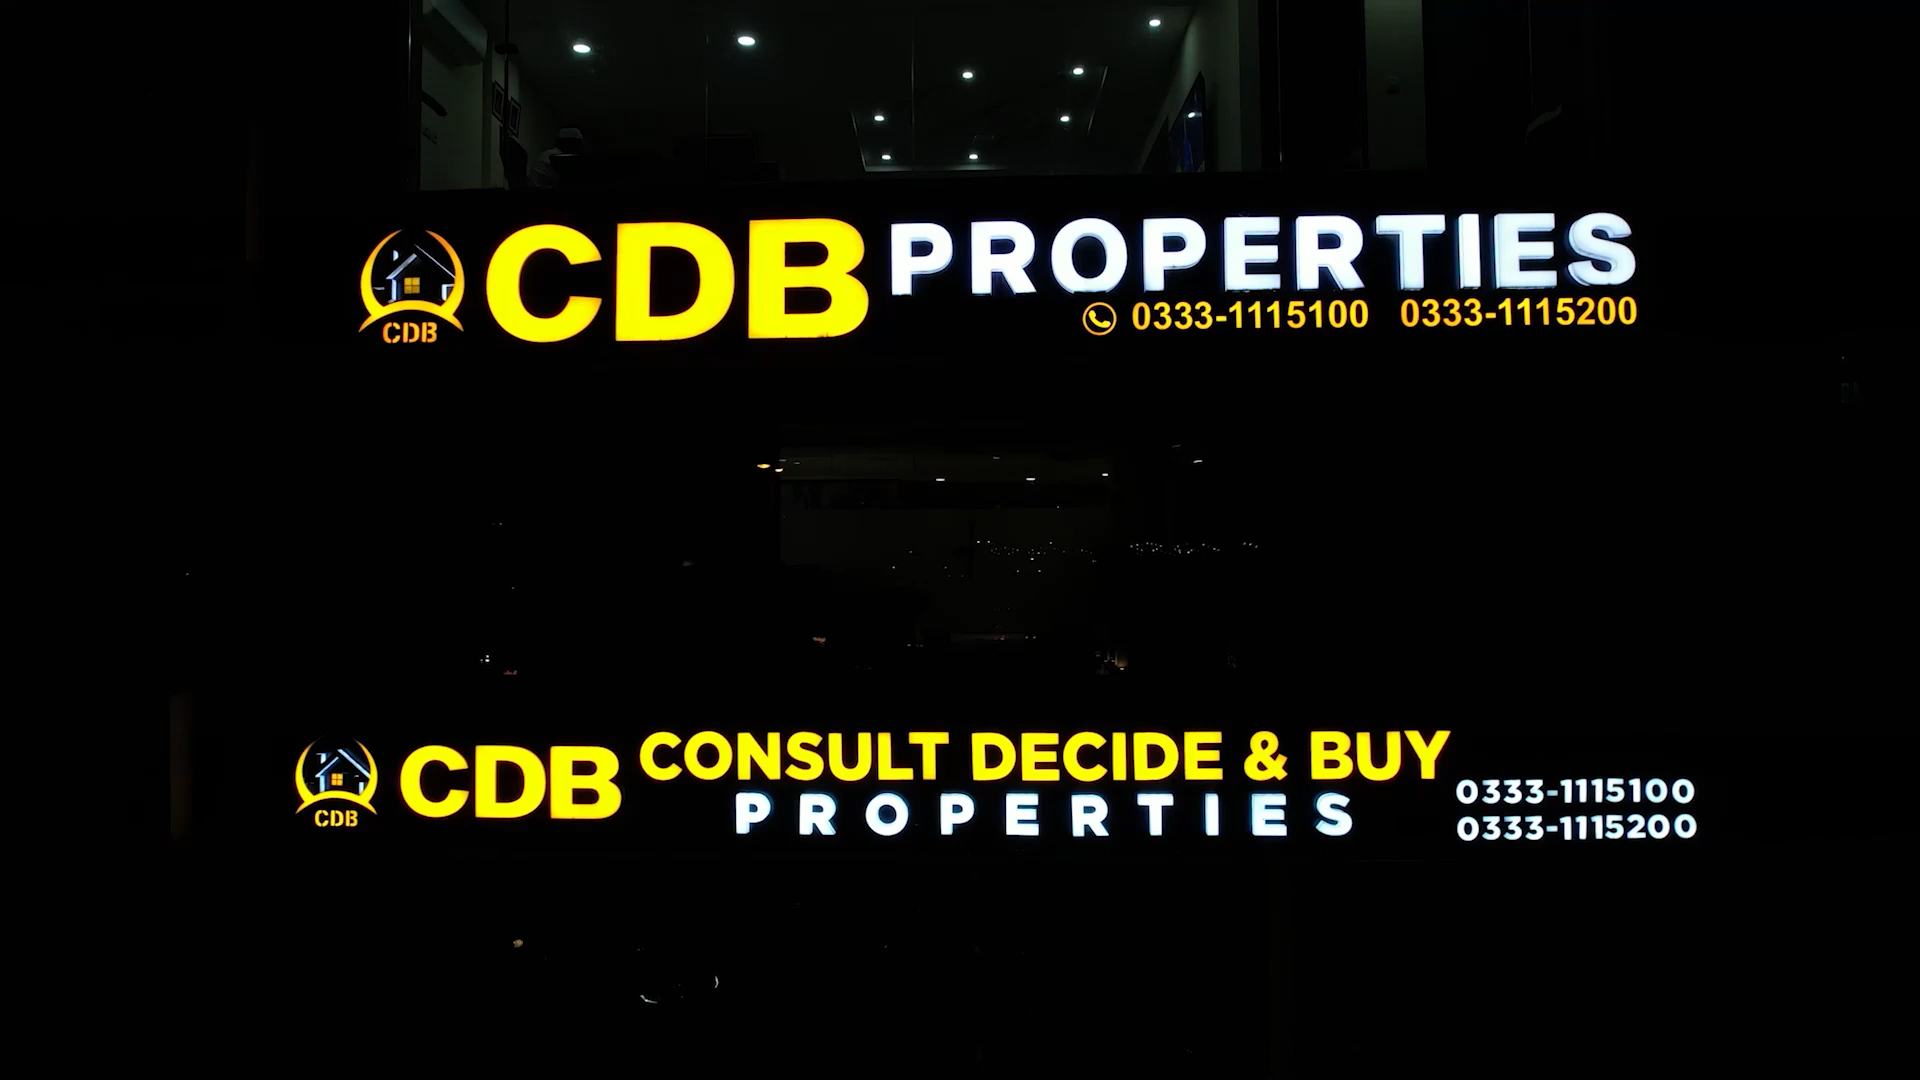 CDB PROPERTIES
CDB
0333-1115100 0333-1115200
CDB CONSULT DECIDE & BUY
PROPERTIES
CDB
0333-1115100
0333-1115200